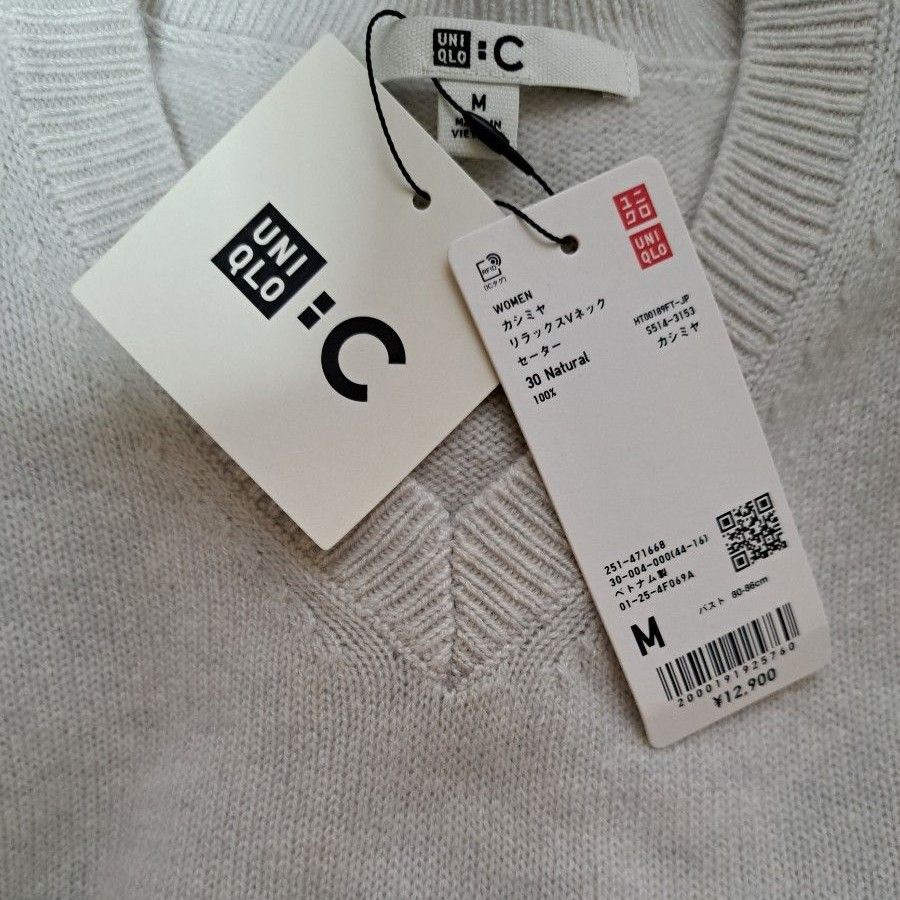 UNI
QLO
: C
M
MADE IN
VIETNAM
UNI
QLO
: C
ユニ
クロ
UNI
QLO
RFID
(ICタグ)
WOMEN
カシミヤ
リラックスVネック
セーター
30 Natural
100%
HT00189FT-JP
S514-3153
カシミヤ
251-471668
30-004-000(44-16)
ベトナム製
01-25-4F069A
M
バスト 80-86cm
2000191925760
¥12,900